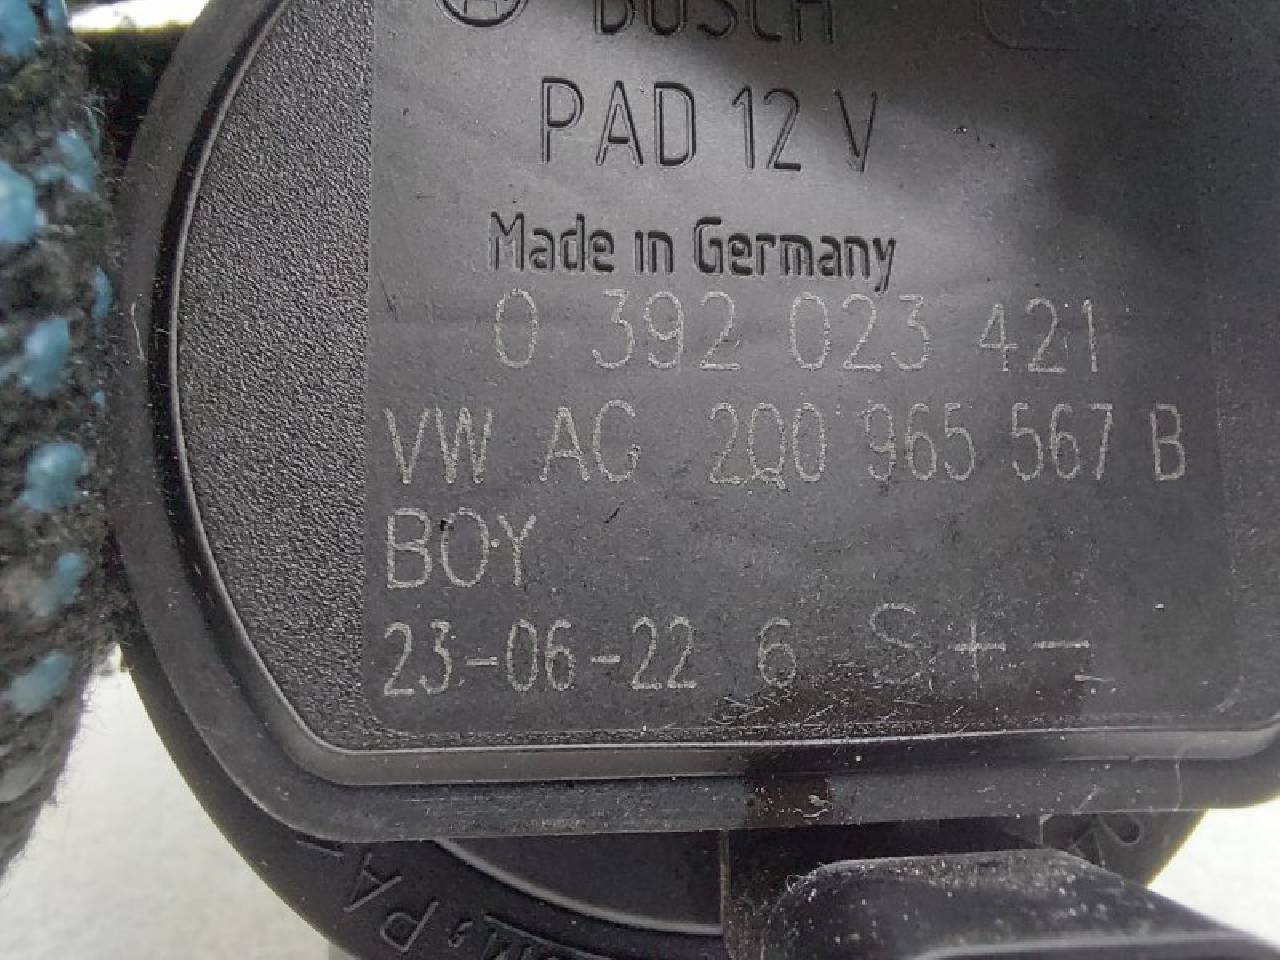 BOSCH
PAD 12 V
Made in Germany
0 392 023 421
VW AG 2Q0 965 567 B
BOY
23-06-22 6 S + -